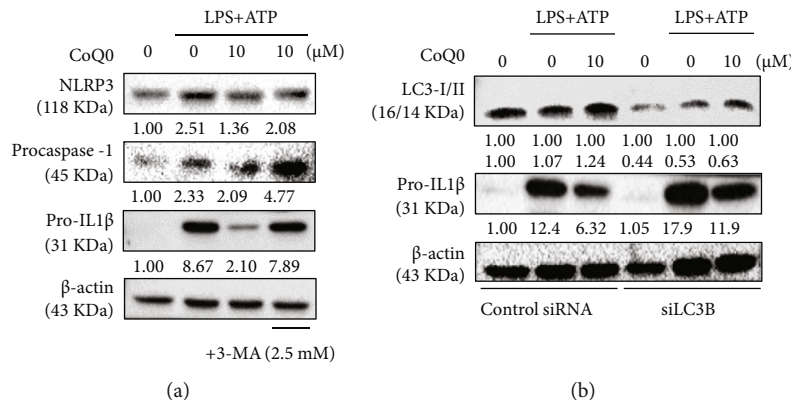 LPS+ATP
CoQ0 0 0 10 10 (μM)
NLRP3
(118 KDa)
1.00 2.51 1.36 2.08
Procaspase -1
(45 KDa)
1.00 2.33 2.09 4.77
Pro-IL1β
(31 KDa)
1.00 8.67 2.10 7.89
β-actin
(43 KDa)
+3-MA (2.5 mM)
(a)
LPS+ATP LPS+ATP
CoQ0 0 0 10 0 0 10 (μM)
LC3-I/II
(16/14 KDa)
1.00 1.00 1.00 1.00 1.00 1.00
1.00 1.07 1.24 0.44 0.53 0.63
Pro-IL1β
(31 KDa)
1.00 12.4 6.32 1.05 17.9 11.9
β-actin
(43 KDa)
Control siRNA siLC3B
(b)